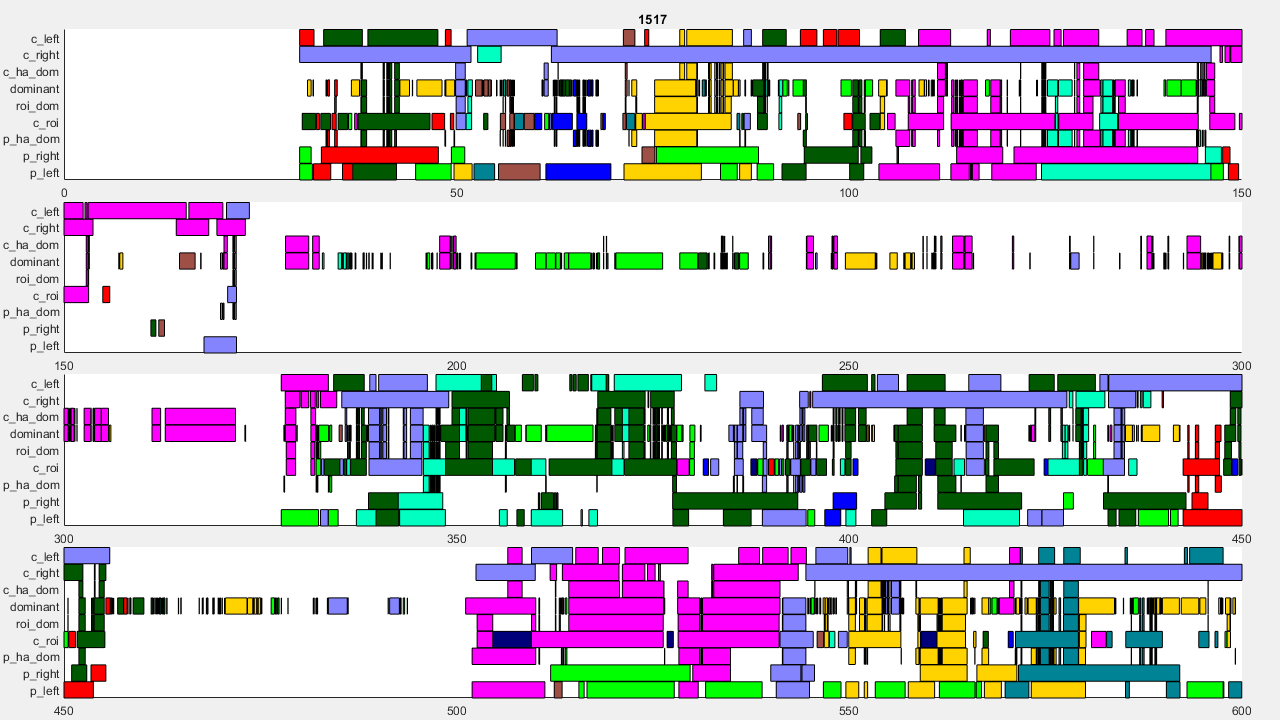 1517
c_left
c_right
c_ha_dom
dominant
roi_dom
c_roi
p_ha_dom
p_right
p_left
0 50 100 150
c_left
c_right
c_ha_dom
dominant
roi_dom
c_roi
p_ha_dom
p_right
p_left
150 200 250 300
c_left
c_right
c_ha_dom
dominant
roi_dom
c_roi
p_ha_dom
p_right
p_left
300 350 400 450
c_left
c_right
c_ha_dom
dominant
roi_dom
c_roi
p_ha_dom
p_right
p_left
450 500 550 600